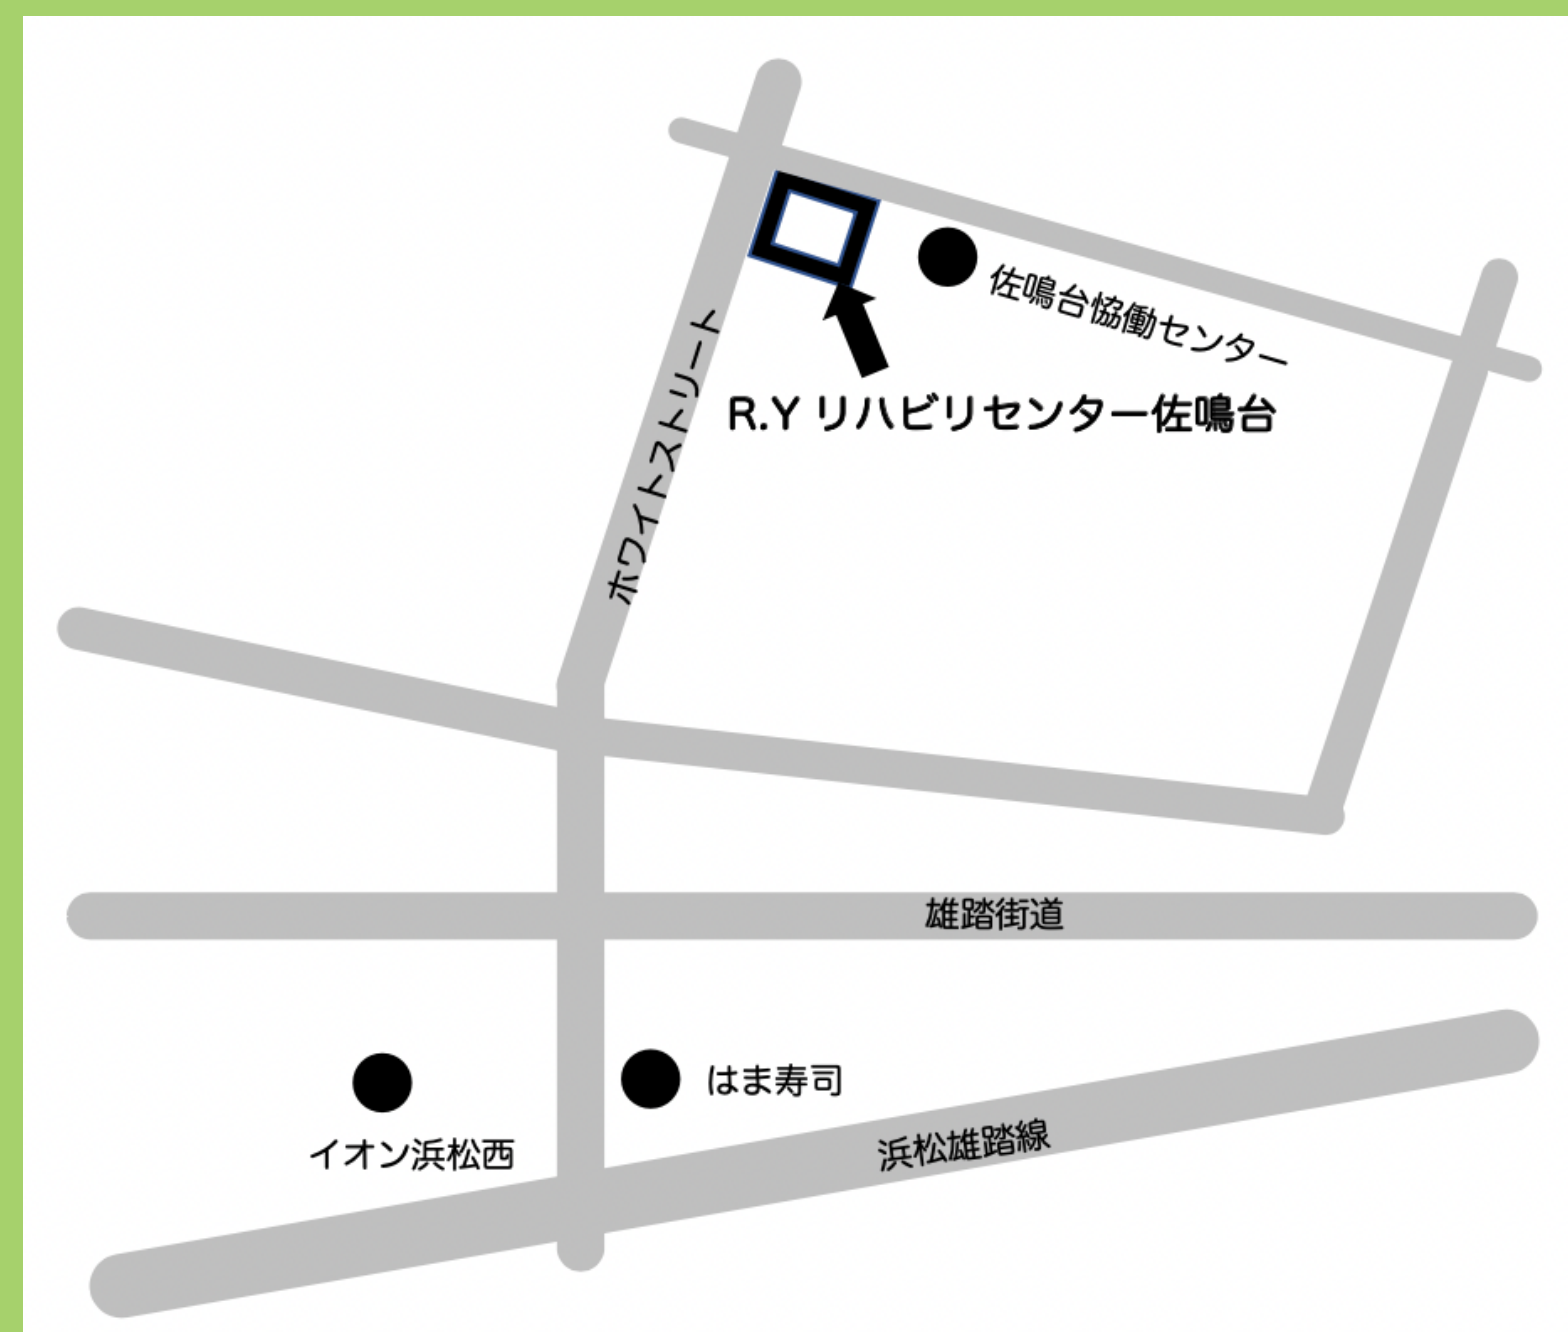 佐鳴台協働センター
R.Y リハビリセンター佐鳴台
ホワイトストリート
雄踏街道
はま寿司
イオン浜松西
浜松雄踏線